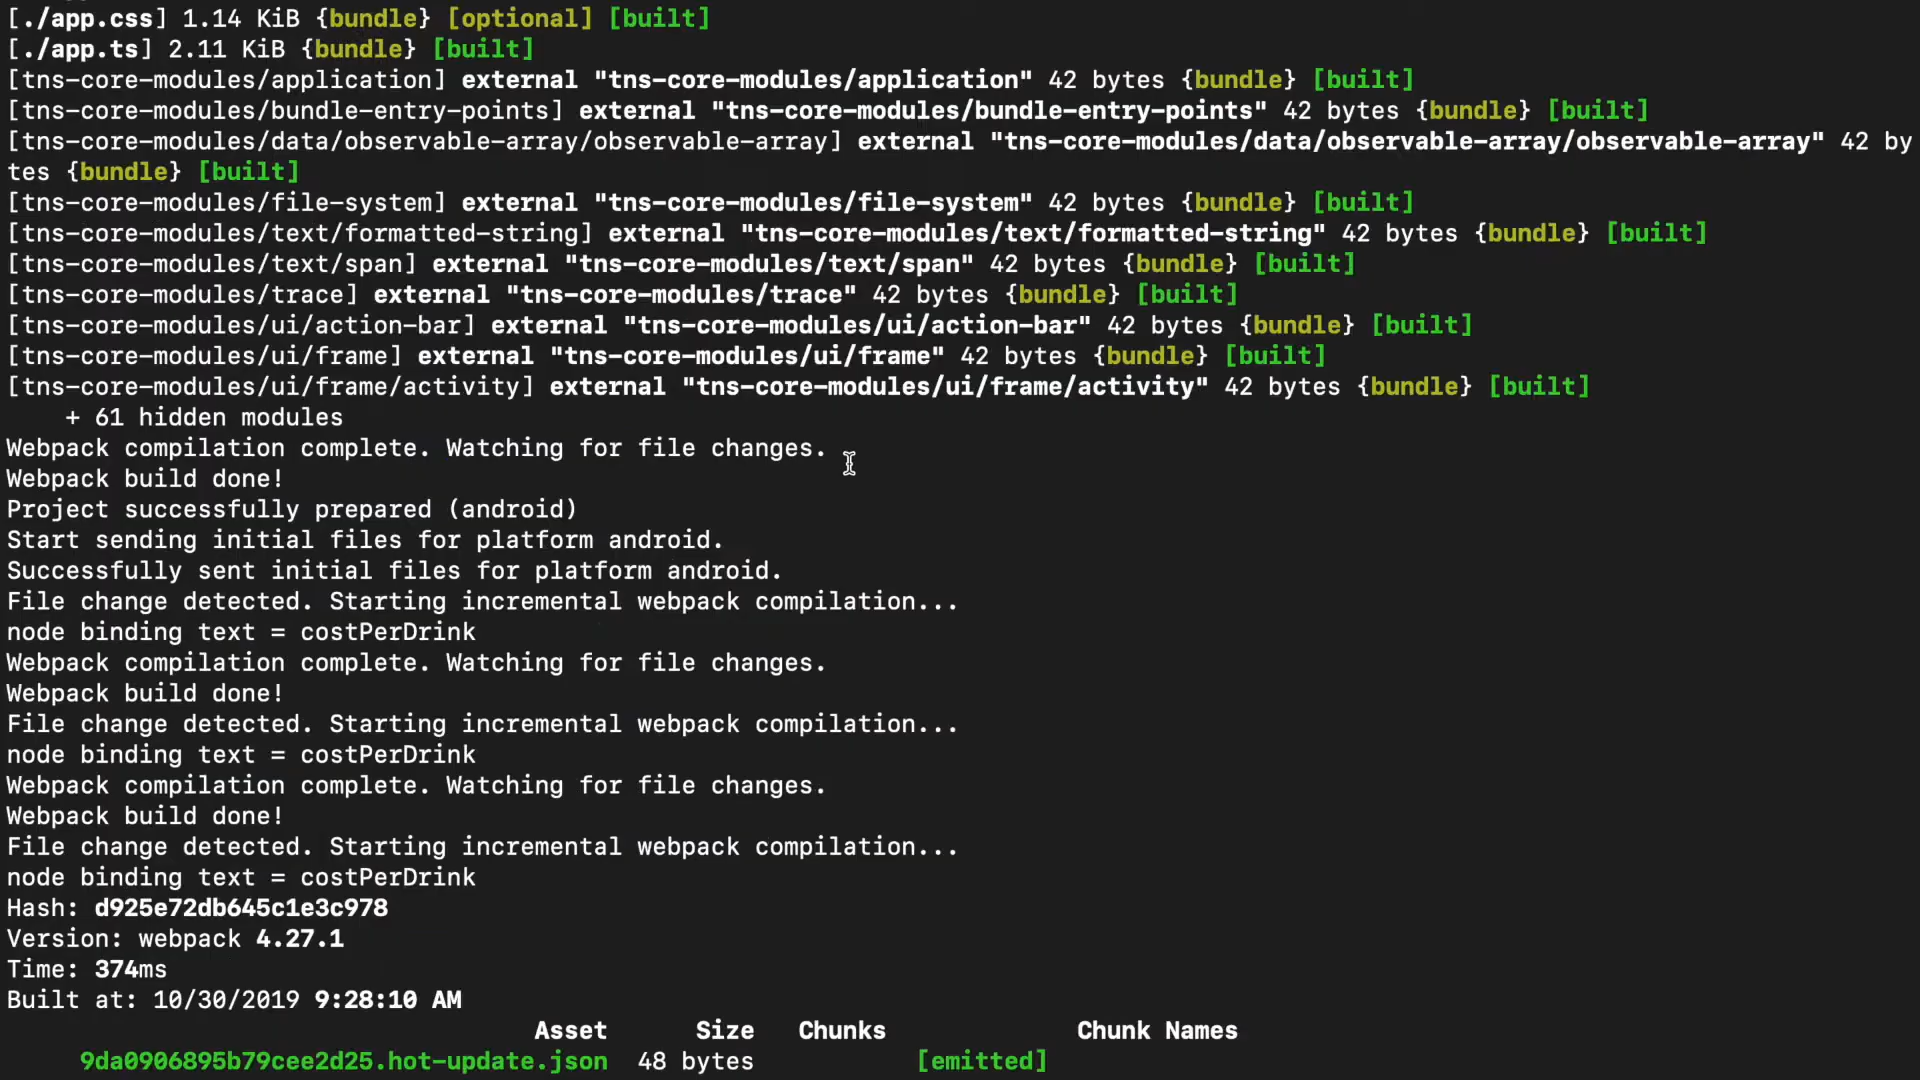 [./app.css] 1.14 KiB {bundle} [optional] [built]
[./app.ts] 2.11 KiB {bundle} [built]
[tns-core-modules/application] external "tns-core-modules/application" 42 bytes {bundle} [built]
[tns-core-modules/bundle-entry-points] external "tns-core-modules/bundle-entry-points" 42 bytes {bundle} [built]
[tns-core-modules/data/observable-array/observable-array] external "tns-core-modules/data/observable-array/observable-array" 42 by
tes {bundle} [built]
[tns-core-modules/file-system] external "tns-core-modules/file-system" 42 bytes {bundle} [built]
[tns-core-modules/text/formatted-string] external "tns-core-modules/text/formatted-string" 42 bytes {bundle} [built]
[tns-core-modules/text/span] external "tns-core-modules/text/span" 42 bytes {bundle} [built]
[tns-core-modules/trace] external "tns-core-modules/trace" 42 bytes {bundle} [built]
[tns-core-modules/ui/action-bar] external "tns-core-modules/ui/action-bar" 42 bytes {bundle} [built]
[tns-core-modules/ui/frame] external "tns-core-modules/ui/frame" 42 bytes {bundle} [built]
[tns-core-modules/ui/frame/activity] external "tns-core-modules/ui/frame/activity" 42 bytes {bundle} [built]
    + 61 hidden modules
Webpack compilation complete. Watching for file changes.
Webpack build done!
Project successfully prepared (android)
Start sending initial files for platform android.
Successfully sent initial files for platform android.
File change detected. Starting incremental webpack compilation...
node binding text = costPerDrink
Webpack compilation complete. Watching for file changes.
Webpack build done!
File change detected. Starting incremental webpack compilation...
node binding text = costPerDrink
Webpack compilation complete. Watching for file changes.
Webpack build done!
File change detected. Starting incremental webpack compilation...
node binding text = costPerDrink
Hash: d925e72db645c1e3c978
Version: webpack 4.27.1
Time: 374ms
Built at: 10/30/2019 9:28:10 AM
Asset Size Chunks Chunk Names
9da0906895b79cee2d25.hot-update.json 48 bytes [emitted]